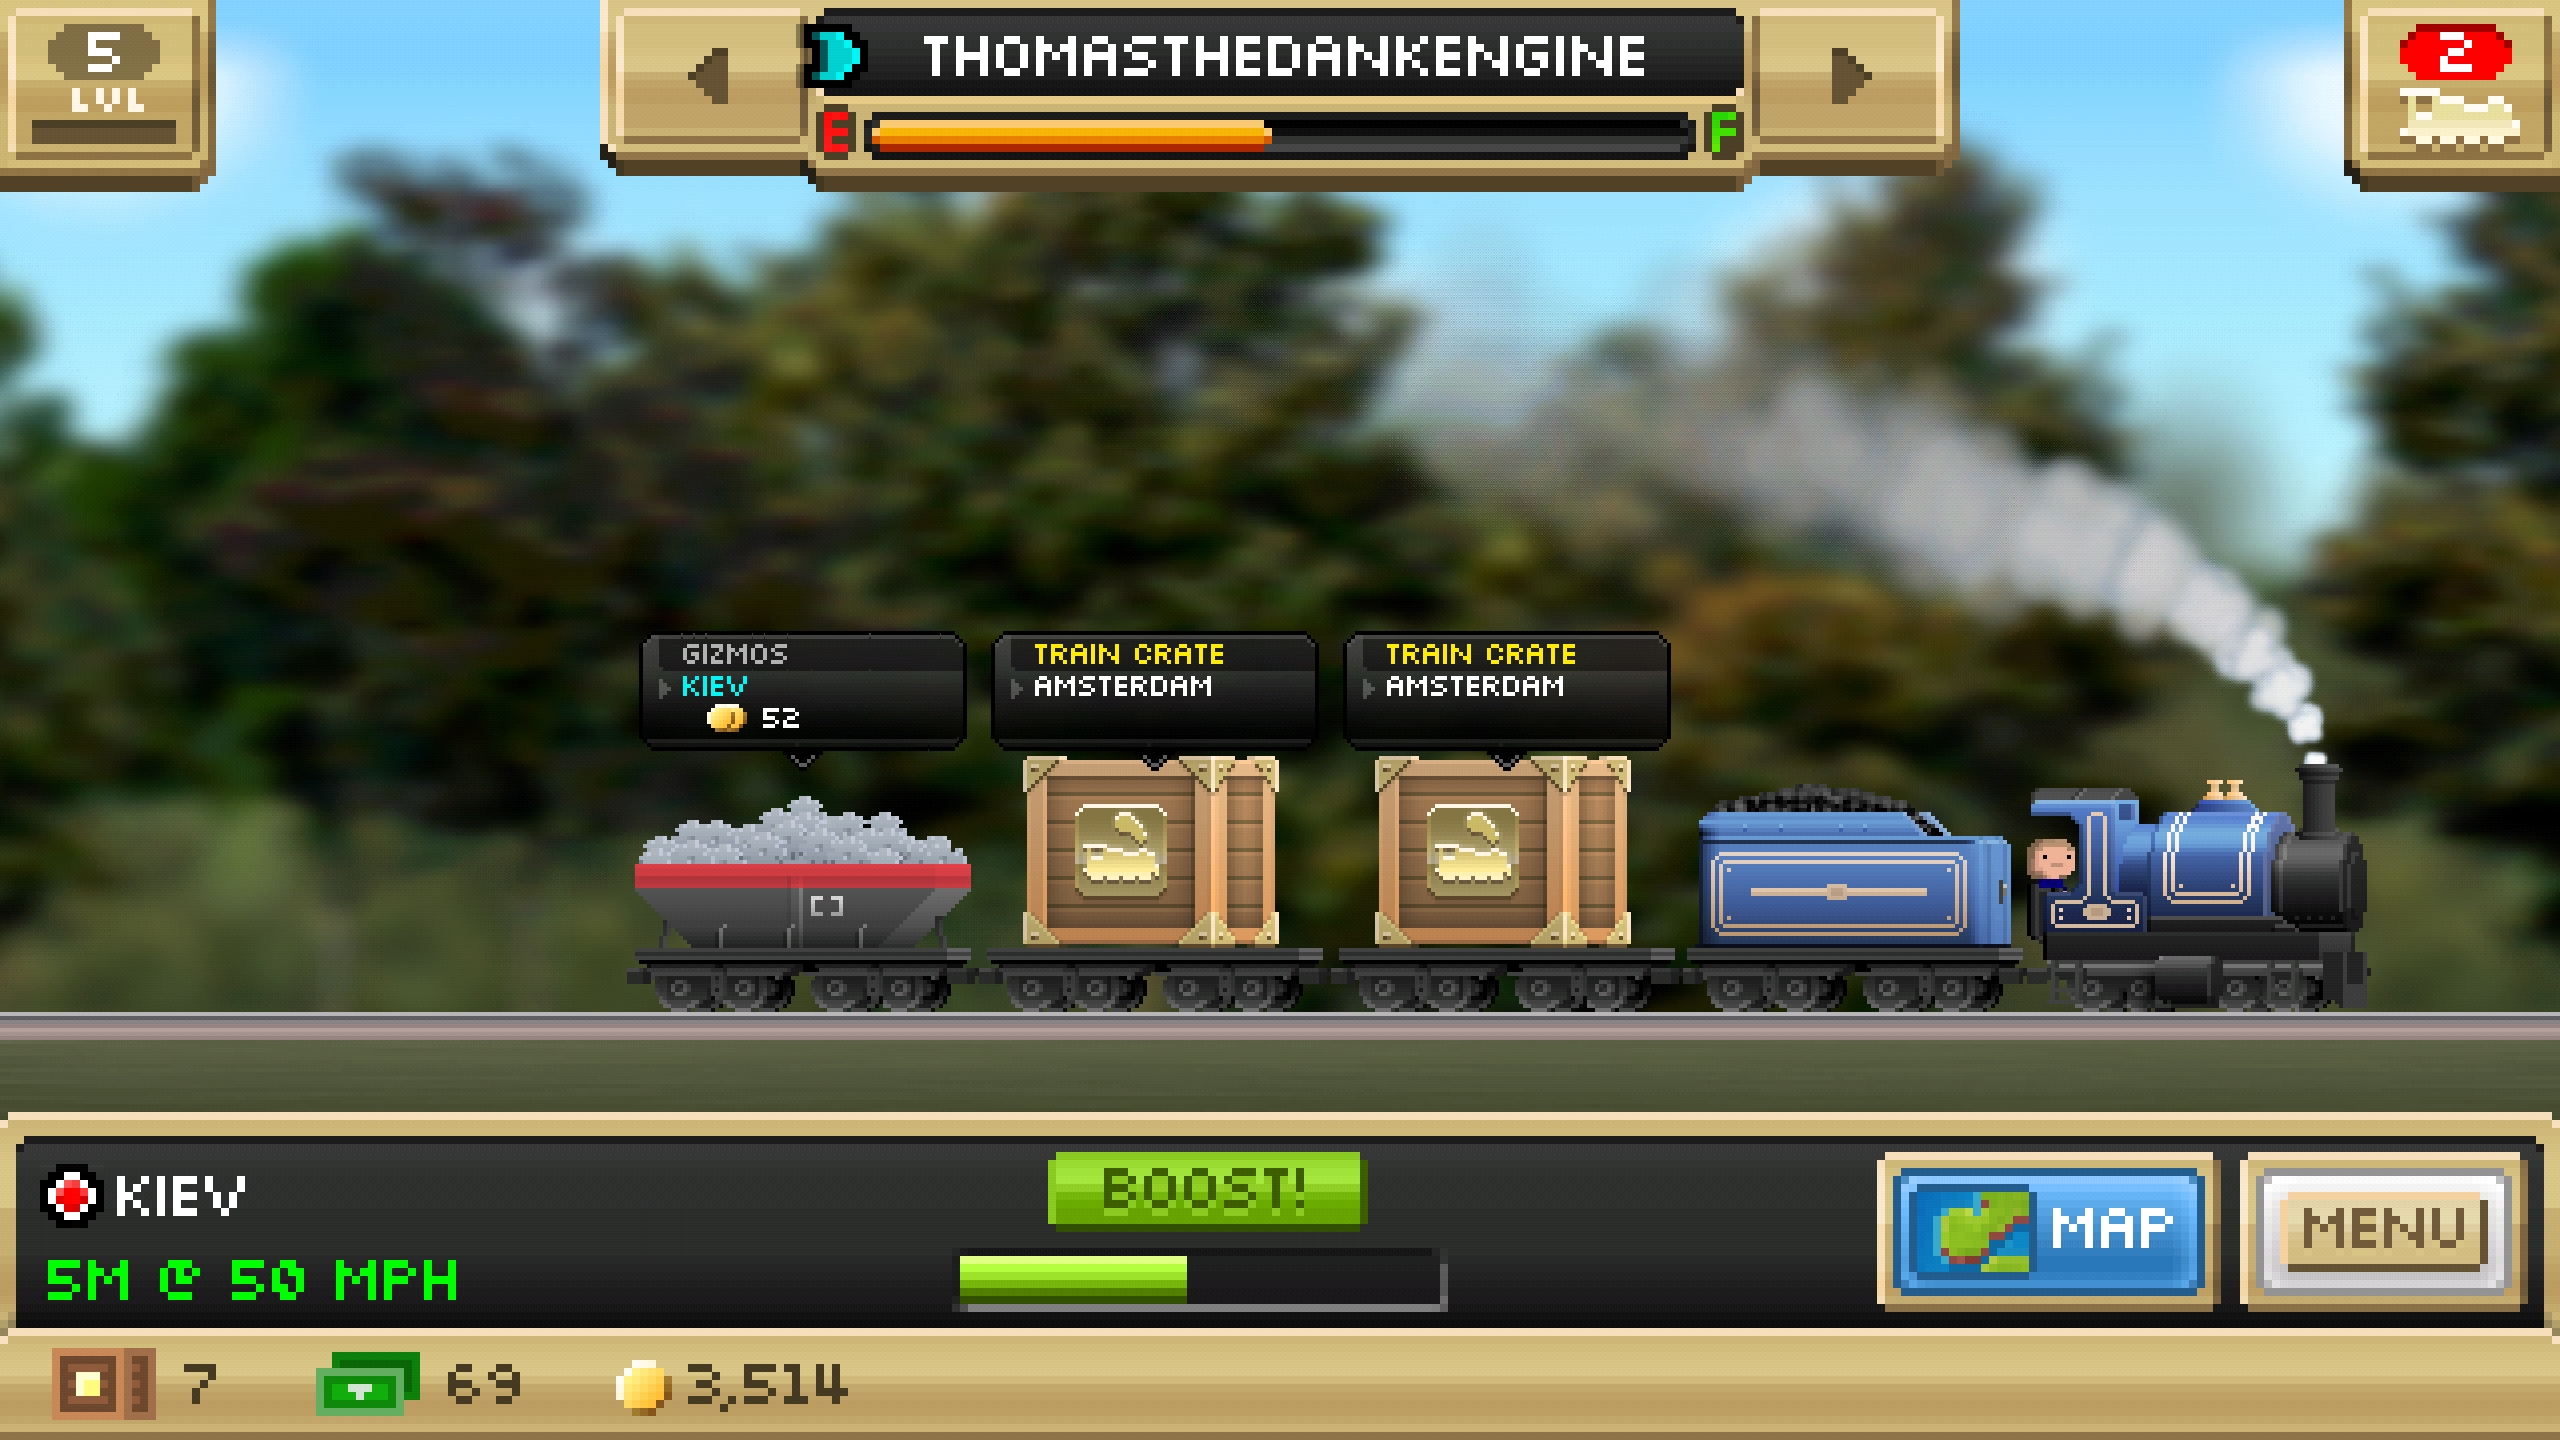 5
LVL
THOMASTHEDANKENGINE
E
F
2
GIZMOS
KIEV
52
TRAIN CRATE
AMSTERDAM
TRAIN CRATE
AMSTERDAM
KIEV
5M @ 50 MPH
BOOST!
MAP
MENU
7
69
3,514